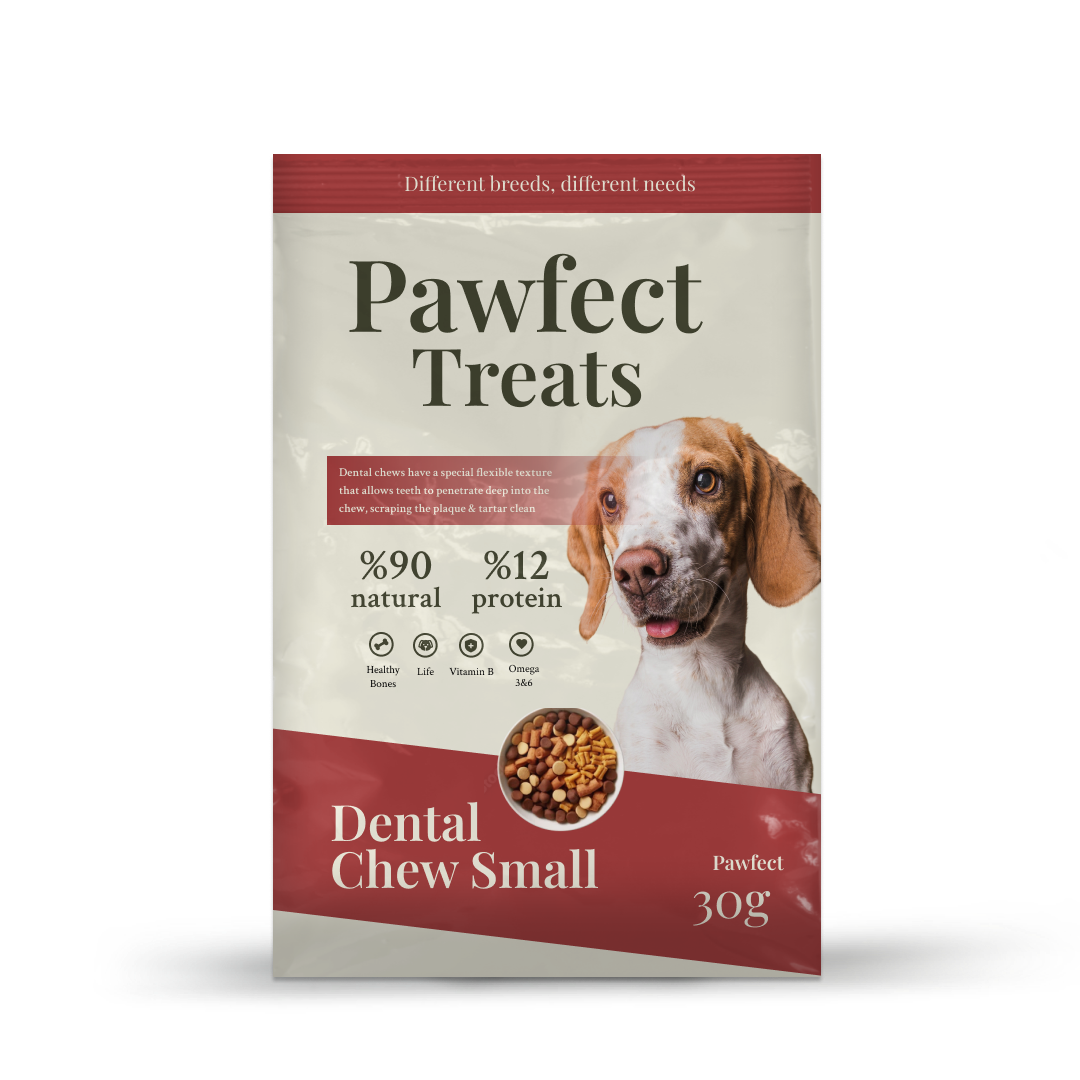 Different breeds, different needs
Pawfect
Treats
Dental chews have a special flexible texture
that allows teeth to penetrate deep into the
chew, scraping the plaque & tartar clean
%90 %12
natural protein
Healthy Life Vitamin B Omega
Bones 3&6
Dental
Chew Small
Pawfect
30g